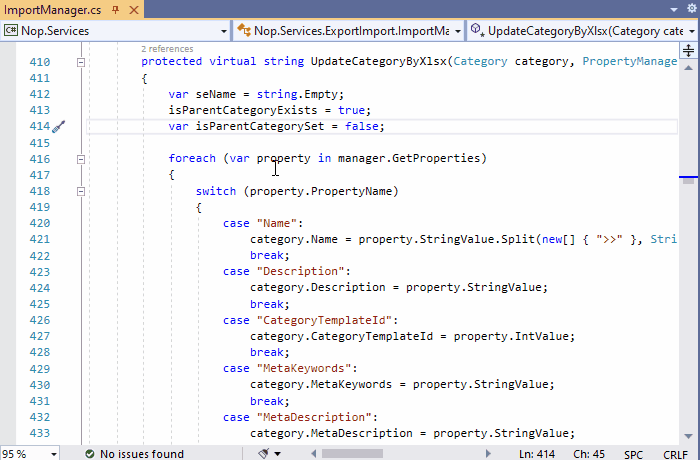 ImportManager.cs
C# Nop.Services Nop.Services.ExportImport.ImportMa UpdateCategoryByXlsx(Category cate
2 references
410 protected virtual string UpdateCategoryByXlsx(Category category, PropertyManage
411 {
412 var seName = string.Empty;
413 isParentCategoryExists = true;
414 var isParentCategorySet = false;
415
416 foreach (var property in manager.GetProperties)
417 {
418 switch (property.PropertyName)
419 {
420 case "Name":
421 category.Name = property.StringValue.Split(new[] { ">>" }, Stri
422 break;
423 case "Description":
424 category.Description = property.StringValue;
425 break;
426 case "CategoryTemplateId":
427 category.CategoryTemplateId = property.IntValue;
428 break;
429 case "MetaKeywords":
430 category.MetaKeywords = property.StringValue;
431 break;
432 case "MetaDescription":
433 category.MetaDescription = property.StringValue;
95 % No issues found Ln: 414 Ch: 45 SPC CRLF